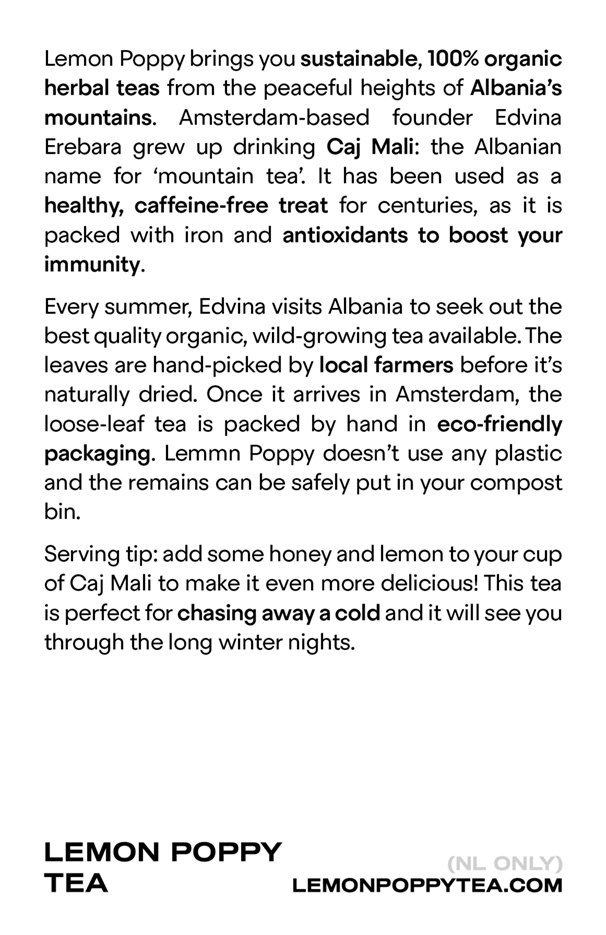 Lemon Poppy brings you sustainable, 100% organic
herbal teas from the peaceful heights of Albania’s
mountains. Amsterdam-based founder Edvina
Erebara grew up drinking Caj Mali: the Albanian
name for ‘mountain tea’. It has been used as a
healthy, caffeine-free treat for centuries, as it is
packed with iron and antioxidants to boost your
immunity.
Every summer, Edvina visits Albania to seek out the
best quality organic, wild-growing tea available. The
leaves are hand-picked by local farmers before it’s
naturally dried. Once it arrives in Amsterdam, the
loose-leaf tea is packed by hand in eco-friendly
packaging. Lemmn Poppy doesn’t use any plastic
and the remains can be safely put in your compost
bin.
Serving tip: add some honey and lemon to your cup
of Caj Mali to make it even more delicious! This tea
is perfect for chasing away a cold and it will see you
through the long winter nights.
LEMON POPPY
TEA
(NL ONLY)
LEMONPOPPYTEA.COM